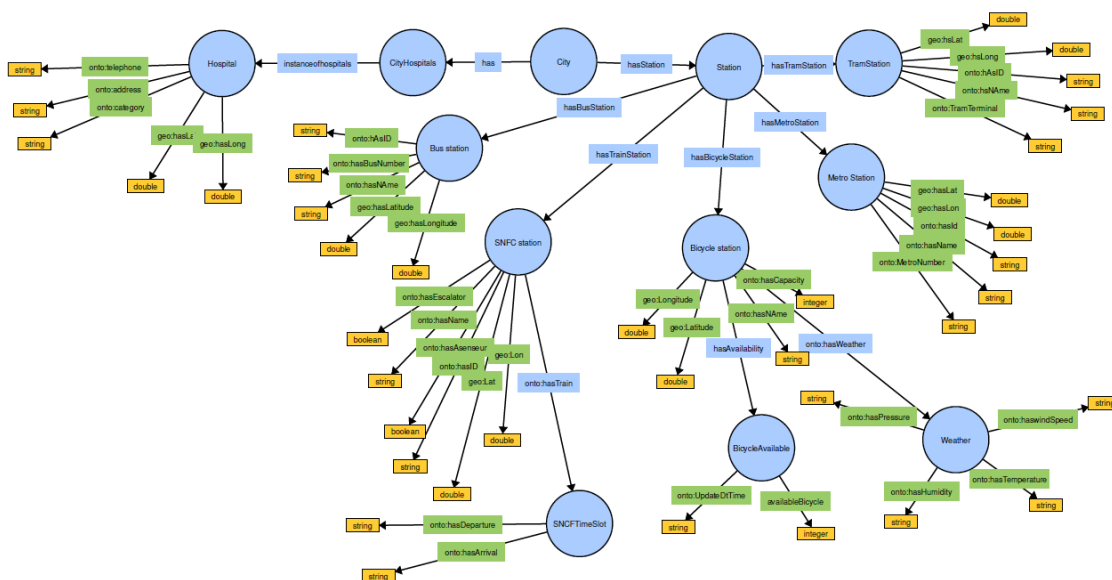 double
geo:hsLat
double
onto:telephone
Hospital
instanceofhospitals
CityHospitals
has
City
hasStation
Station
hasTramStation
TramStation
geo:hsLong
string
onto:hAsID
string
onto:address
onto:hsNAme
string
onto:category
onto:TramTerminal
string
hasBusStation
string
string
geo:hasLa
geo:hasLong
onto:hAsID
Bus station
hasTrainStation
hasBicycleStation
hasMetroStation
string
onto:hasBusNumber
string
onto:hasNAme
double
double
string
geo:hasLatitude
geo:hasLongitude
double
double
Metro Station
geo:hasLat
double
geo:hasLon
onto:hasId
double
onto:hasName
string
onto:MetroNumber
string
string
SNFC station
Bicycle station
onto:hasEscalator
onto:hasName
boolean
onto:hasAsenseur
onto:hasID
geo:Lat
geo:Lon
string
boolean
string
double
double
onto:hasTrain
geo:Longitude
geo:Latitude
double
double
onto:hasCapacity
integer
onto:hasNAme
string
hasAvailability
onto:hasWeather
string
onto:hasPressure
Weather
onto:haswindSpeed
string
onto:hasHumidity
onto:hasTemperature
string
string
BicycleAvailable
onto:UpdateDtTime
availableBicycle
string
integer
string
onto:hasDeparture
SNCFTimeSlot
onto:hasArrival
string